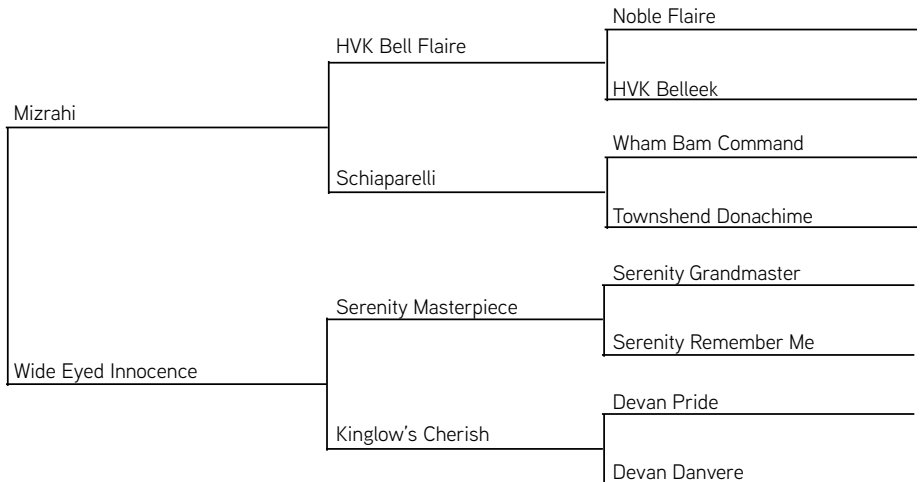 Noble Flaire
HVK Bell Flaire
HVK Belleek
Mizrahi
Wham Bam Command
Schiaparelli
Townshend Donachime
Serenity Grandmaster
Serenity Masterpiece
Serenity Remember Me
Wide Eyed Innocence
Devan Pride
Kinglow's Cherish
Devan Danvere